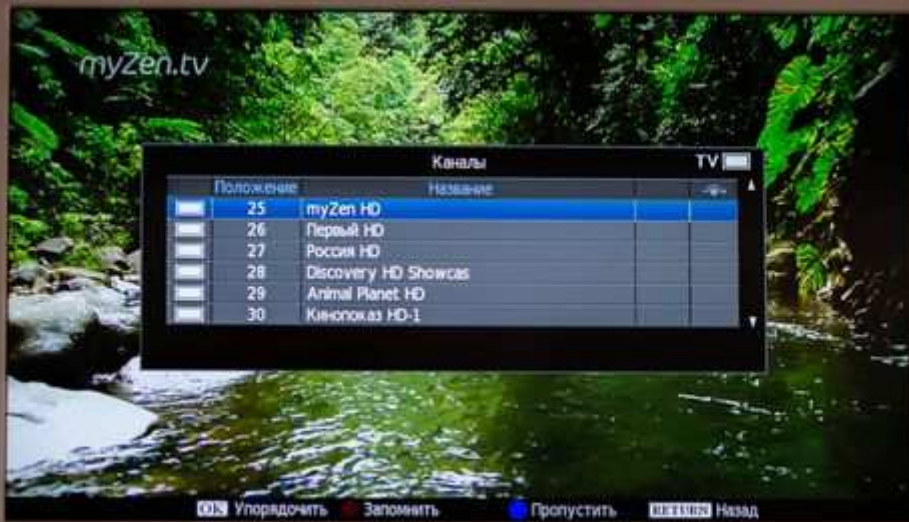 myZen.tv
Каналы TV
Положение Название
25 myZen HD
26 Первый HD
27 Россия HD
28 Discovery HD Showcas
29 Animal Planet HD
30 Кинопоказ HD-1
OK Упорядочить Запомнить Пропустить RETURN Назад